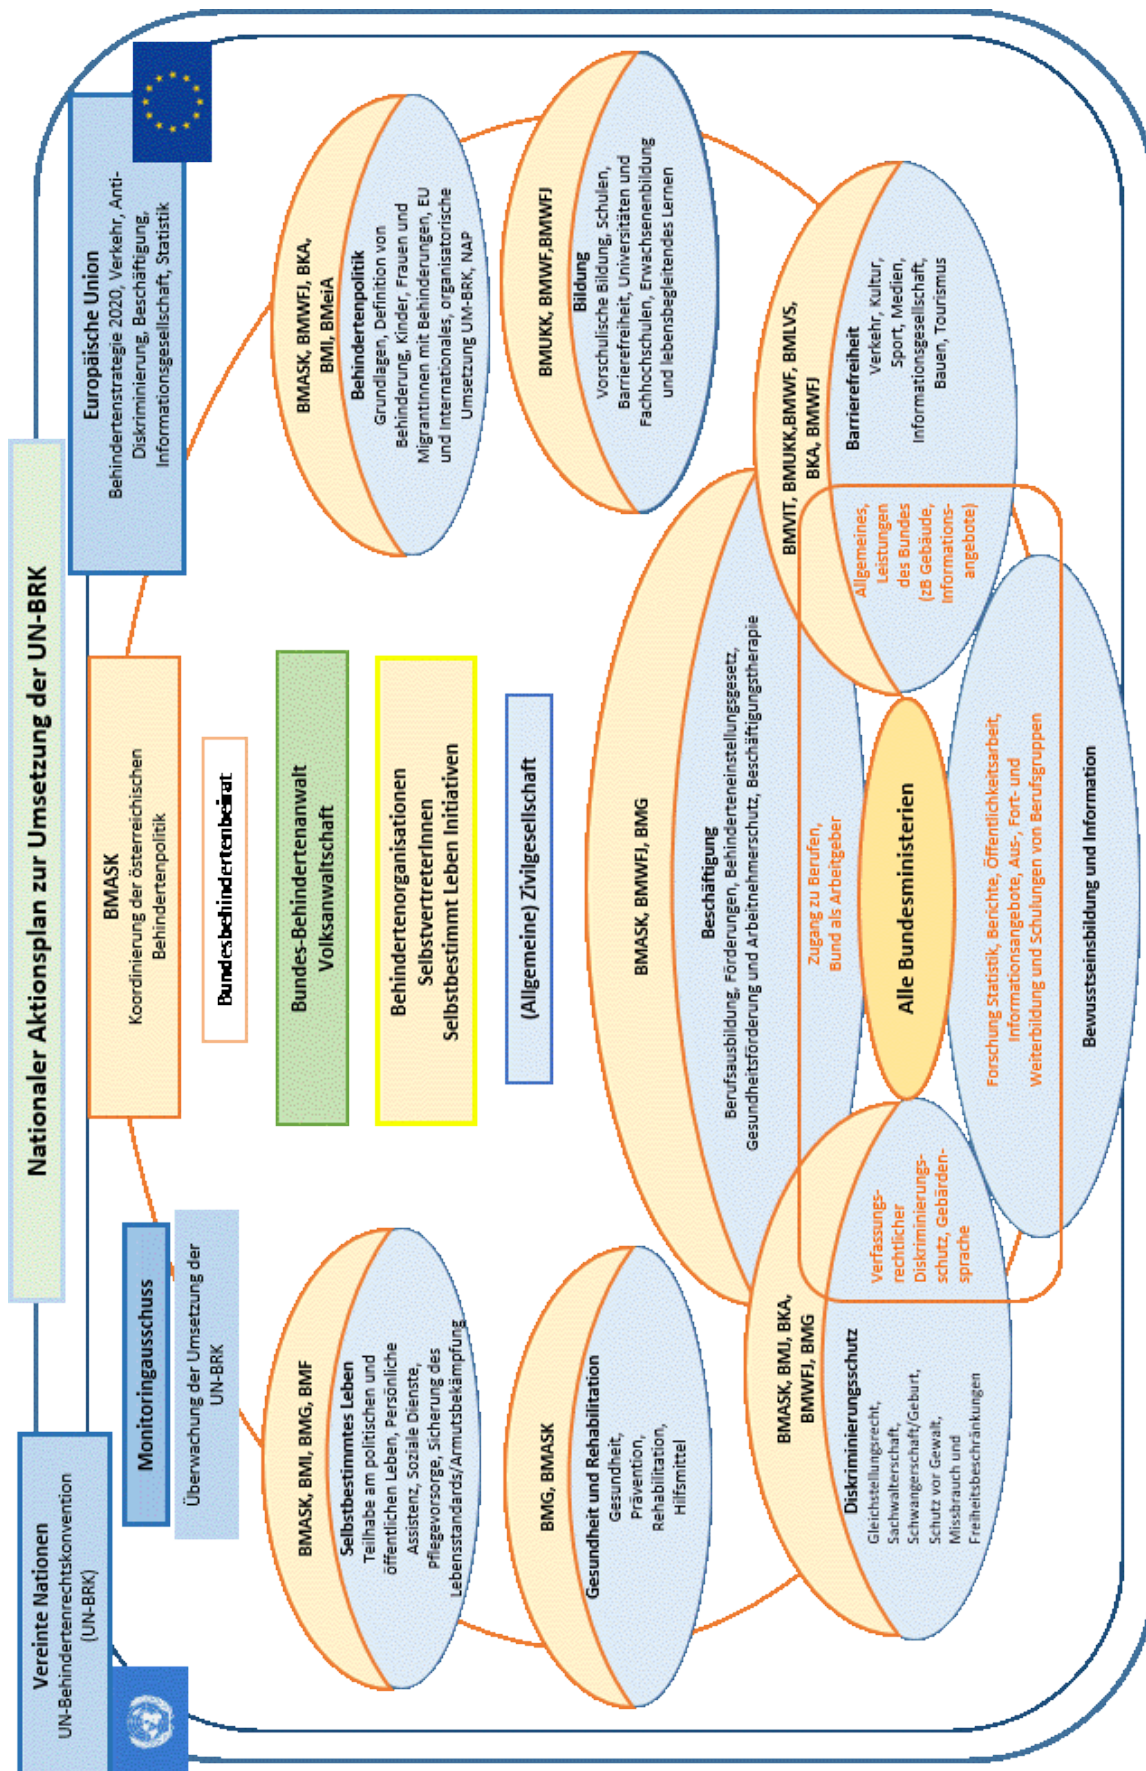 Nationaler Aktionsplan zur Umsetzung der UN-BRK
Vereinte Nationen
UN-Behindertenrechtskonvention
(UN-BRK)
Monitoringausschuss
Überwachung der Umsetzung der
UN-BRK
BMASK
Koordinierung der österreichischen
Behindertenpolitik
Europäische Union
Behindertenstrategie 2020, Verkehr, Anti-
Diskriminierung, Beschäftigung,
Informationsgesellschaft, Statistik
Bundesbehindertenbeirat
Bundes-Behindertenanwalt
Volksanwaltschaft
Behindertenorganisationen
SelbstvertreterInnen
Selbstbestimmt Leben Initiativen
(Allgemeine) Zivilgesellschaft
BMASK, BMI, BMG, BMF
Selbstbestimmtes Leben
Teilhabe am politischen und
öffentlichen Leben, Persönliche
Assistenz, Soziale Dienste,
Pflegevorsorge, Sicherung des
Lebensstandards/Armutsbekämpfung
BMASK, BMWFJ, BKA,
BMI, BMeiA
Behindertenpolitik
Grundlagen, Definition von
Behinderung, Kinder, Frauen und
MigrantInnen mit Behinderungen, EU
und Internationales, organisatorische
Umsetzung UM-BRK, NAP
BMG, BMASK
Gesundheit und Rehabilitation
Gesundheit,
Prävention,
Rehabilitation,
Hilfsmittel
BMUKK, BMWF,BMWFJ
Bildung
Vorschulische Bildung, Schulen,
Barrierefreiheit, Universitäten und
Fachhochschulen, Erwachsenenbildung
und lebensbegleitendes Lernen
BMASK, BMWFJ, BMG
Beschäftigung
Berufsausbildung, Förderungen, Behinderteneinstellungsgesetz,
Gesundheitsförderung und Arbeitnehmerschutz, Beschäftigungstherapie
Zugang zu Berufen,
Bund als Arbeitgeber
BMASK, BMJ, BKA,
BMWFJ, BMG
Diskriminierungsschutz
Gleichstellungsrecht,
Sachwalterschaft,
Schwangerschaft/Geburt,
Schutz vor Gewalt,
Missbrauch und
Freiheitsbeschränkungen
Verfassungs-
rechtlicher
Diskriminierungs-
schutz, Gebärden-
sprache
Alle Bundesministerien
BMVIT, BMUKK,BMWF, BMLVS,
BKA, BMWFJ
Barrierefreiheit
Verkehr, Kultur,
Sport, Medien,
Informationsgesellschaft,
Bauen, Tourismus
Allgemeines,
Leistungen
des Bundes
(zB Gebäude,
Informations-
angebote)
Forschung Statistik, Berichte, Öffentlichkeitsarbeit,
Informationsangebote, Aus-, Fort- und
Weiterbildung und Schulungen von Berufsgruppen
Bewusstseinsbildung und Information